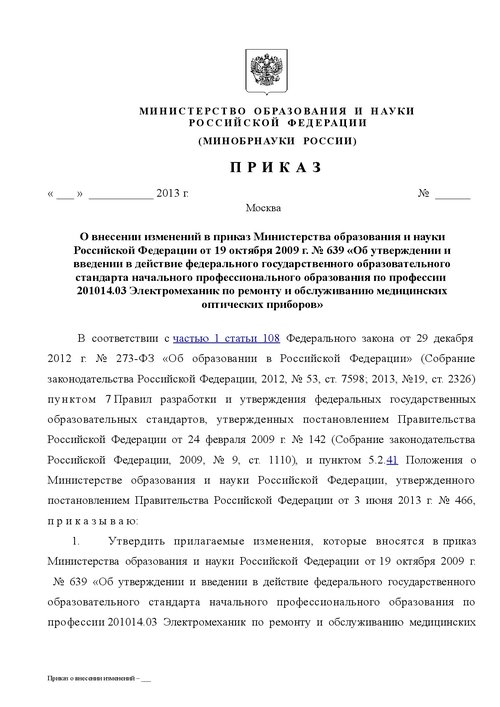 МИНИСТЕРСТВО ОБРАЗОВАНИЯ И НАУКИ
РОССИЙСКОЙ ФЕДЕРАЦИИ
(МИНОБРНАУКИ РОССИИ)
ПРИКАЗ
« ___ » ____________ 2013 г. № ______
Москва
О внесении изменений в приказ Министерства образования и науки
Российской Федерации от 19 октября 2009 г. № 639 «Об утверждении и
введении в действие федерального государственного образовательного
стандарта начального профессионального образования по профессии
201014.03 Электромеханик по ремонту и обслуживанию медицинских
оптических приборов»
В соответствии с частью 1 статьи 108 Федерального закона от 29 декабря
2012 г. № 273-ФЗ «Об образовании в Российской Федерации» (Собрание
законодательства Российской Федерации, 2012, № 53, ст. 7598; 2013, №19, ст. 2326)
пунктом 7 Правил разработки и утверждения федеральных государственных
образовательных стандартов, утвержденных постановлением Правительства
Российской Федерации от 24 февраля 2009 г. № 142 (Собрание законодательства
Российской Федерации, 2009, № 9, ст. 1110), и пунктом 5.2.41 Положения о
Министерстве образования и науки Российской Федерации, утвержденного
постановлением Правительства Российской Федерации от 3 июня 2013 г. № 466,
приказываю:
1. Утвердить прилагаемые изменения, которые вносятся в приказ
Министерства образования и науки Российской Федерации от 19 октября 2009 г.
№ 639 «Об утверждении и введении в действие федерального государственного
образовательного стандарта начального профессионального образования по
профессии 201014.03 Электромеханик по ремонту и обслуживанию медицинских
Приказ о внесении изменений – ___